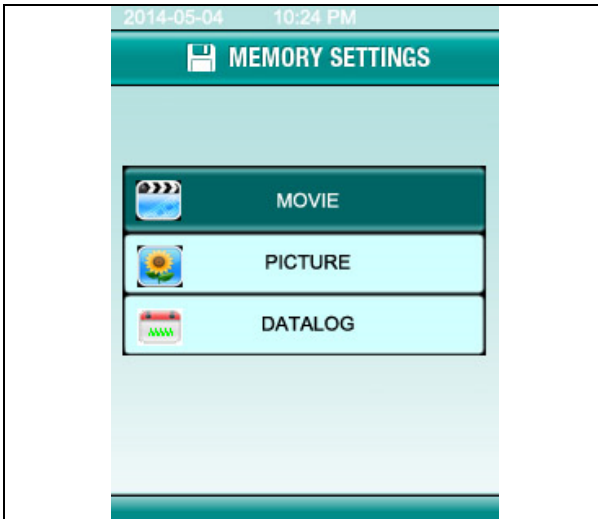 2014-05-04 10:24 PM
MEMORY SETTINGS
MOVIE
PICTURE
DATALOG